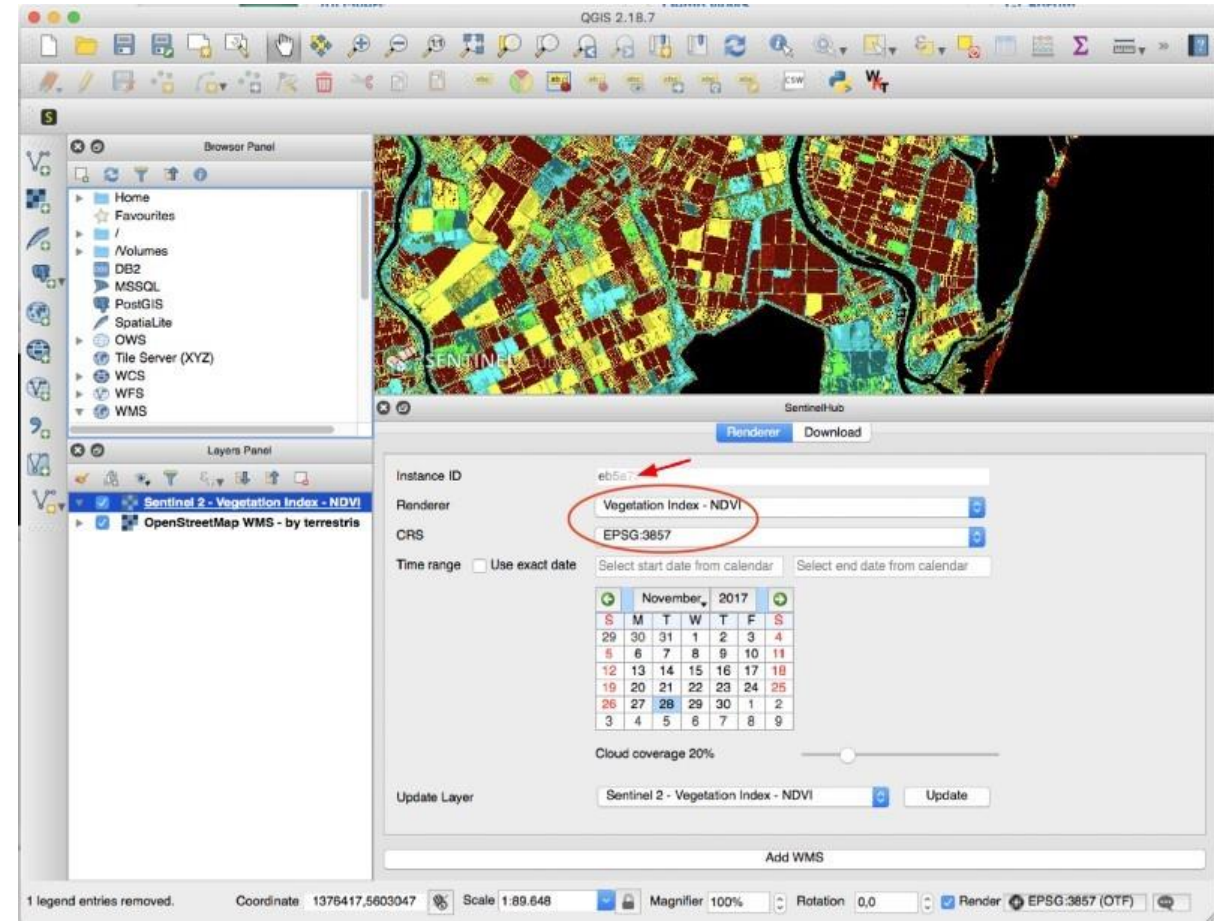 QGIS 2.18.7
CSW
S
Browser Panel
Home
Favourites
/
/Volumes
DB2
MSSQL
PostGIS
SpatiaLite
OWS
Tile Server (XYZ)
WCS
WFS
WMS
SENTINEL
Layers Panel
Sentinel 2 - Vegetation Index - NDVI
OpenStreetMap WMS - by terrestris
SentinelHub
Renderer Download
Instance ID
Renderer Vegetation Index - NDVI
CRS EPSG:3857
Time range Use exact date Select start date from calendar Select end date from calendar
November, 2017
S M T W T F S
29 30 31 1 2 3 4
5 6 7 8 9 10 11
12 13 14 15 16 17 18
19 20 21 22 23 24 25
26 27 28 29 30 1 2
3 4 5 6 7 8 9
Cloud coverage 20%
Update Layer Sentinel 2 - Vegetation Index - NDVI Update
Add WMS
1 legend entries removed. Coordinate 1376417,5603047 Scale 1:89.648 Magnifier 100% Rotation 0,0 Render EPSG:3857 (OTF)